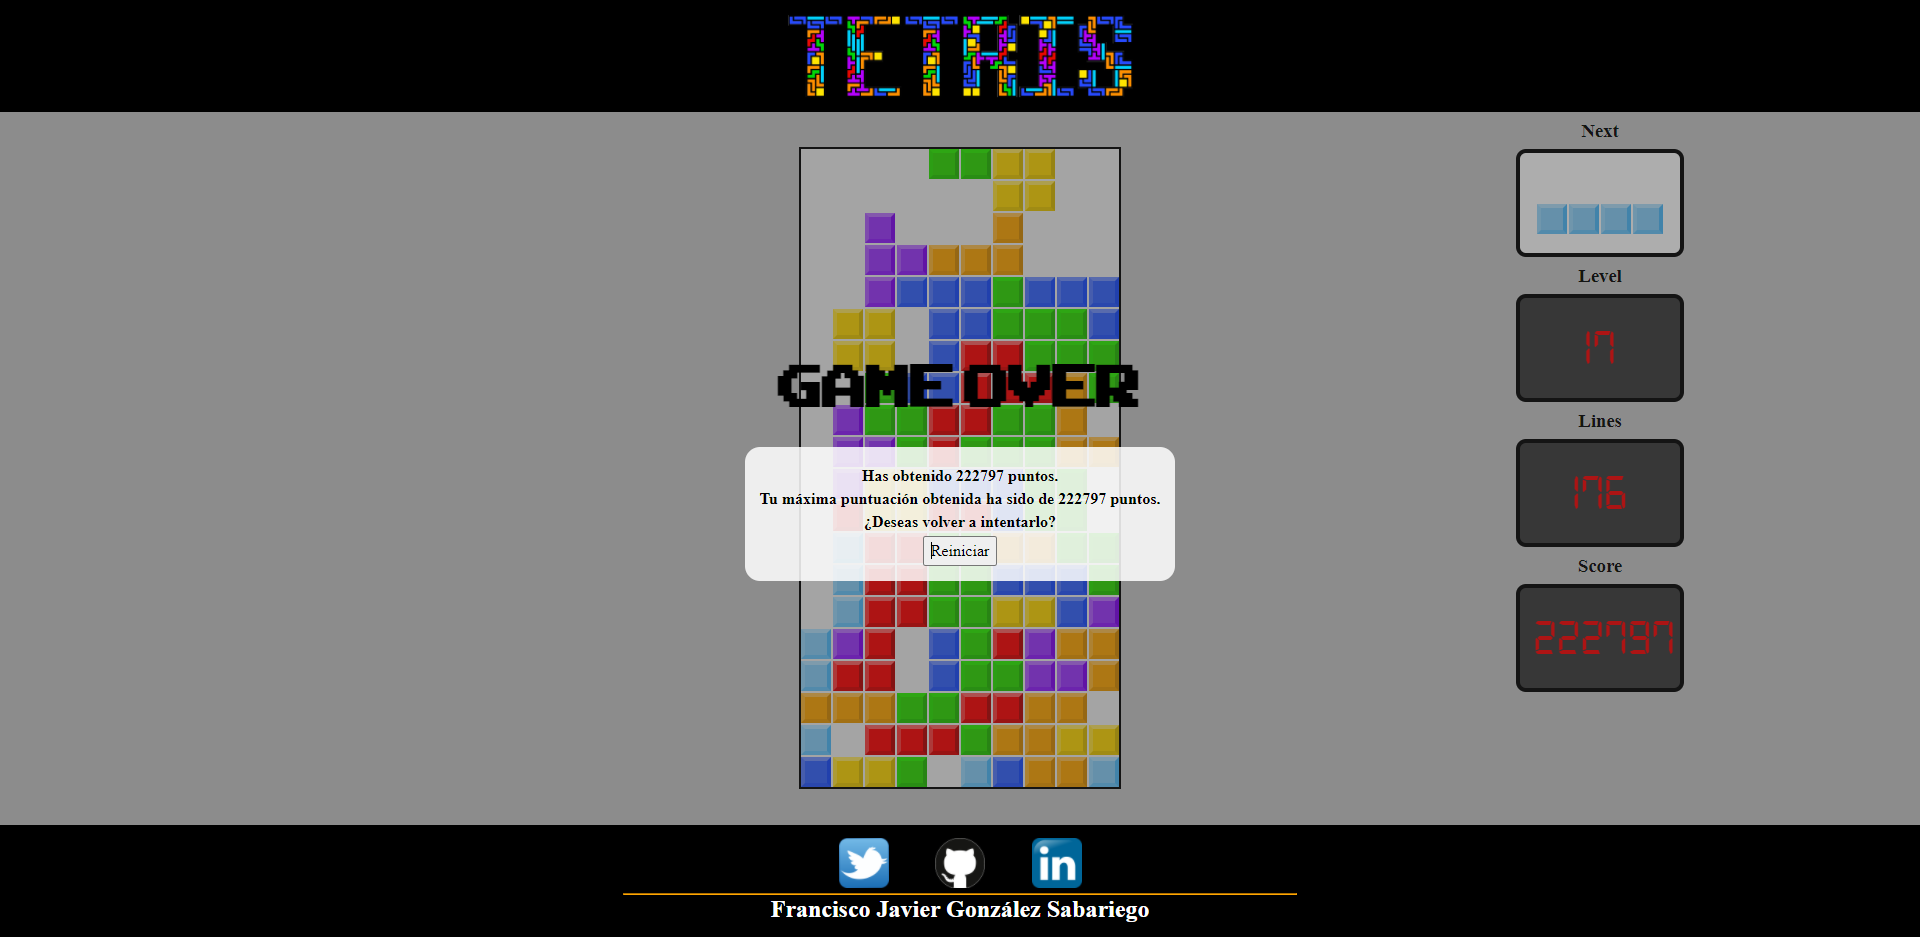 TETRIS
Next
Level
17
Lines
176
Score
222797
GAME OVER
Has obtenido 222797 puntos.
Tu máxima puntuación obtenida ha sido de 222797 puntos.
¿Deseas volver a intentarlo?
Reiniciar
in
Francisco Javier González Sabariego